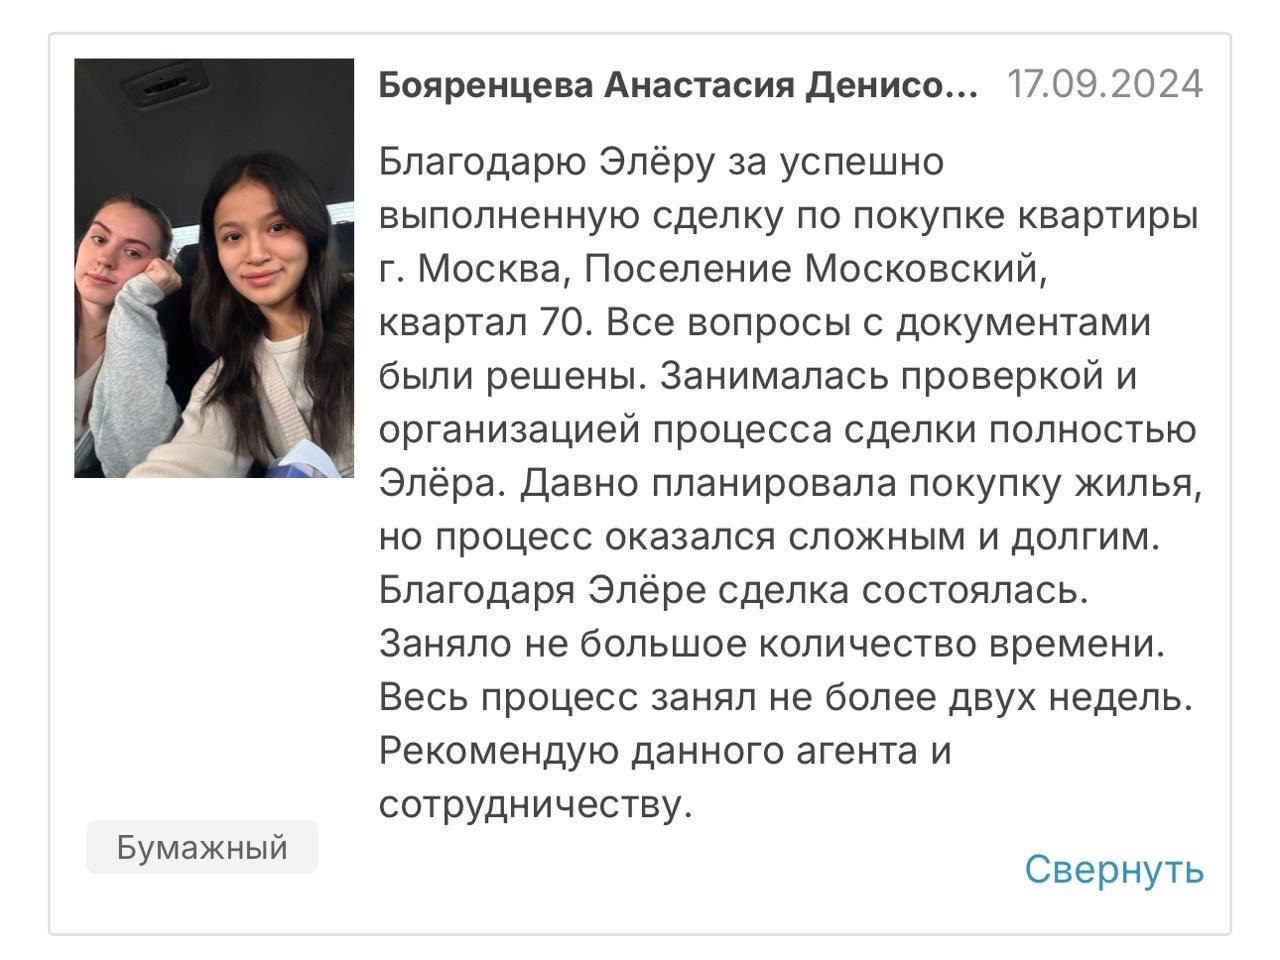 Бояренцева Анастасия Денисо...
17.09.2024
Благодарю Элёру за успешно
выполненную сделку по покупке квартиры
г. Москва, Поселение Московский,
квартал 70. Все вопросы с документами
были решены. Занималась проверкой и
организацией процесса сделки полностью
Элёра. Давно планировала покупку жилья,
но процесс оказался сложным и долгим.
Благодаря Элёре сделка состоялась.
Заняло не большое количество времени.
Весь процесс занял не более двух недель.
Рекомендую данного агента и
сотрудничеству.
Бумажный
Свернуть